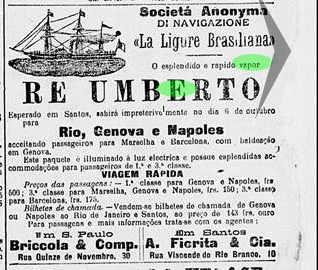 Società Anonyma
DI NAVIGAZIONE
«La Ligure Brasiliana»
O esplendido e rapido vapor
RE UMBERTO
Esperado em Santos, sahirá impreterivelmente no dia 6 de outubro
para
Rio, Genova e Napoles
acceitando passageiros para Marselha e Barcelona, com baldeação
em Genova.
Este paquete é illuminado á luz electrica e possue esplendidas ac-
commodações para passageiros de 1.ª e 3.ª classe.
VIAGEM RAPIDA
Preços das passagens: — 1.ª classe para Genova e Napoles, frs
500; 3.ª classe para Marselha, Genova e Napoles, frs. 150; 3.ª classe
para Barcelona, frs. 175.
Bilhetes de chamada.—Vendem-se bilhetes de chamada de Genova
ou Napoles ao Rio de Janeiro e Santos, ao preço de 143 frs. ouro
Para passagens e mais informações trata-se com os agentes:
Em S. Paulo
Em Santos
Briccola & Comp.
A. Fiorita & Cia.
Rua Quinze de Novembro, 30
Rua Visconde do Rio Branco, 10